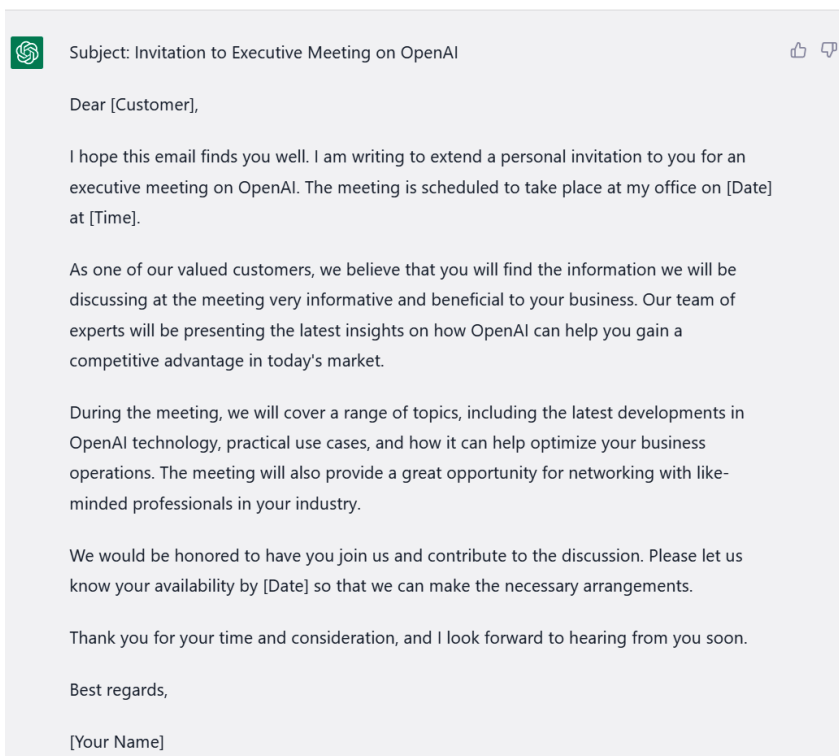 Subject: Invitation to Executive Meeting on OpenAI
Dear [Customer],
I hope this email finds you well. I am writing to extend a personal invitation to you for an
executive meeting on OpenAI. The meeting is scheduled to take place at my office on [Date]
at [Time].
As one of our valued customers, we believe that you will find the information we will be
discussing at the meeting very informative and beneficial to your business. Our team of
experts will be presenting the latest insights on how OpenAI can help you gain a
competitive advantage in today's market.
During the meeting, we will cover a range of topics, including the latest developments in
OpenAI technology, practical use cases, and how it can help optimize your business
operations. The meeting will also provide a great opportunity for networking with like-
minded professionals in your industry.
We would be honored to have you join us and contribute to the discussion. Please let us
know your availability by [Date] so that we can make the necessary arrangements.
Thank you for your time and consideration, and I look forward to hearing from you soon.
Best regards,
[Your Name]